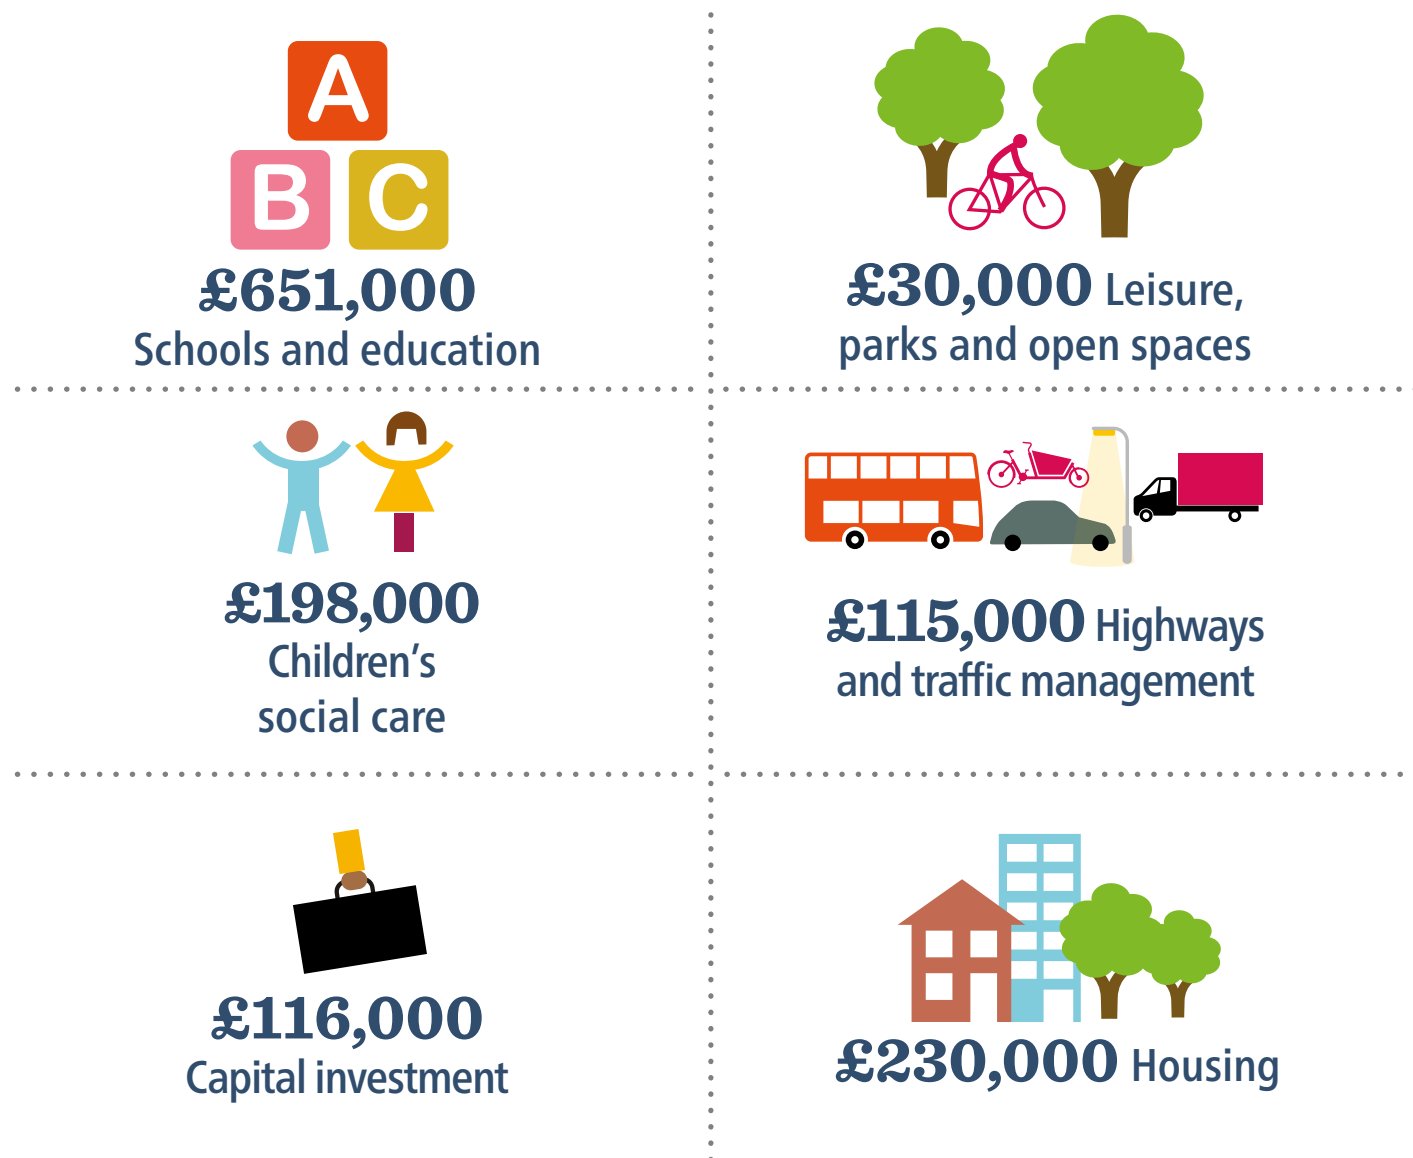 A
B C
£651,000
Schools and education
£30,000 Leisure,
parks and open spaces
£198,000
Children’s
social care
£115,000 Highways
and traffic management
£116,000
Capital investment
£230,000 Housing